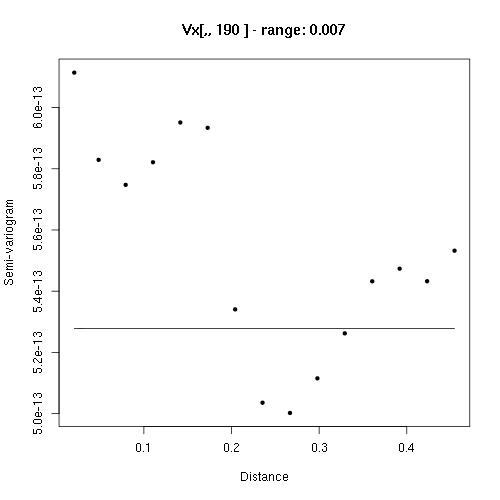 Vx[,, 190 ] - range: 0.007
6.0e-13
5.8e-13
5.6e-13
5.4e-13
5.2e-13
5.0e-13
Semi-variogram
0.1 0.2 0.3 0.4
Distance